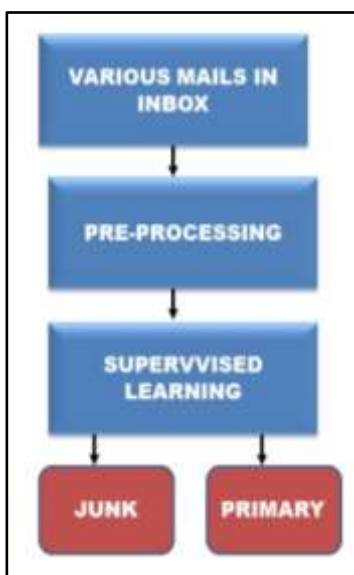 VARIOUS MAILS IN
INBOX
PRE-PROCESSING
SUPERVVISED
LEARNING
JUNK
PRIMARY